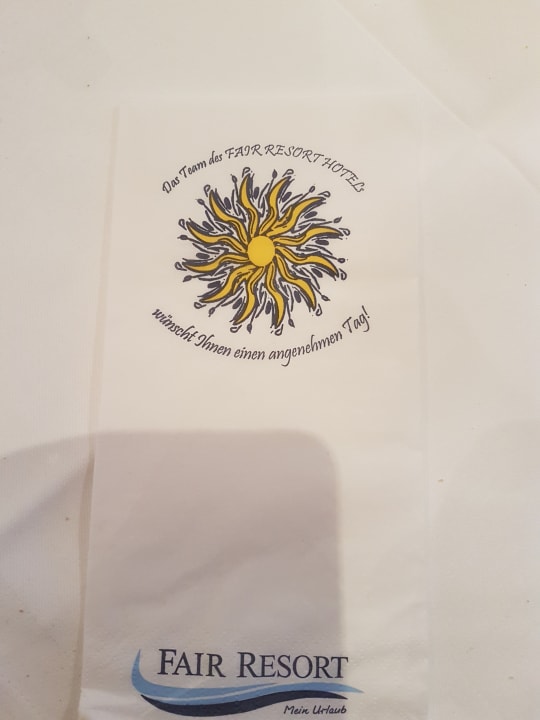 Das Team des FAIR RESORT HOTELs
wünscht Ihnen einen angenehmen Tag!
FAIR RESORT
Mein Urlaub